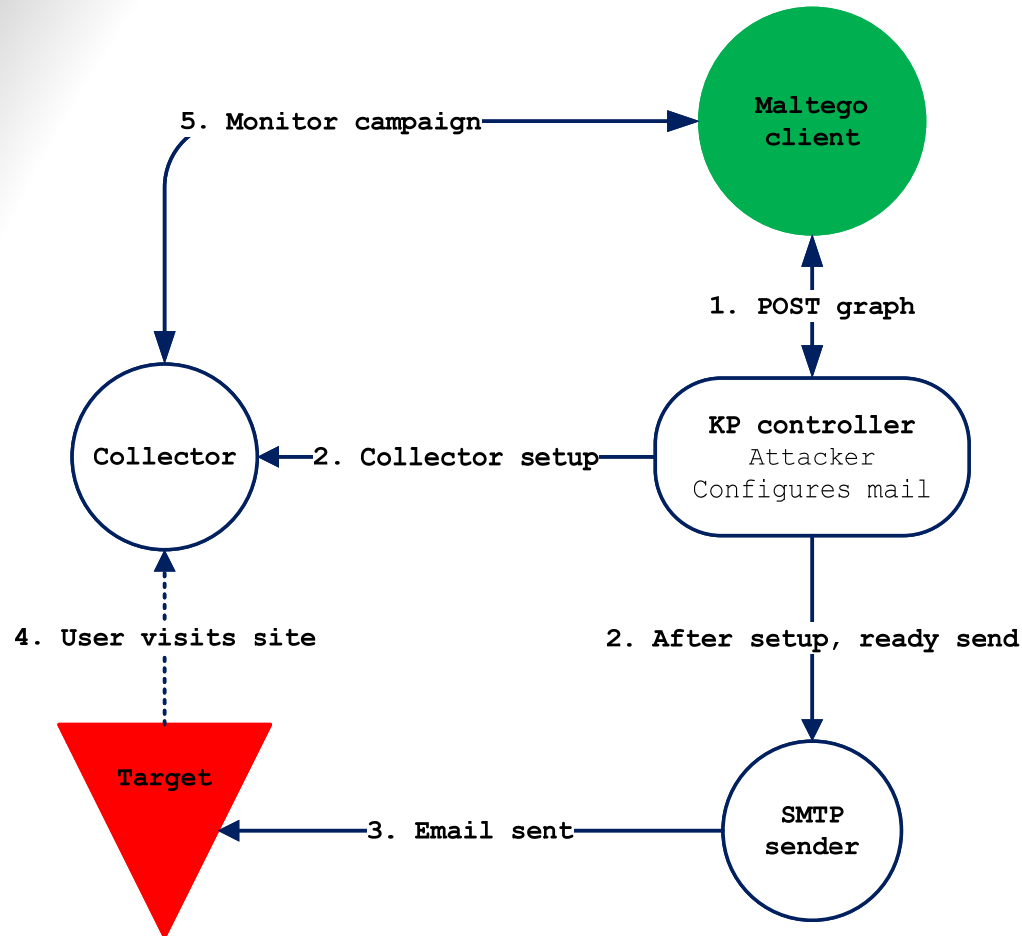 Maltego
client
5. Monitor campaign
1. POST graph
KP controller
Attacker
Configures mail
Collector
2. Collector setup
4. User visits site
2. After setup, ready send
Target
SMTP
sender
3. Email sent